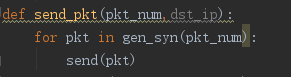 def send_pkt(pkt_num,dst_ip):
    for pkt in gen_syn(pkt_num):
        send(pkt)